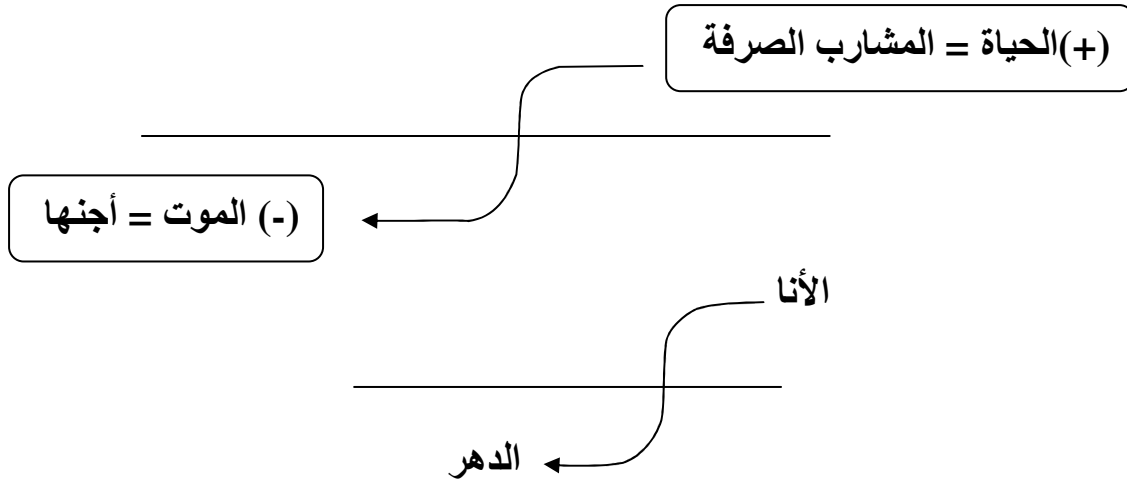 (+)الحياة = المشارب الصرفة
(-) الموت = أجنها
الأنا
الدهر